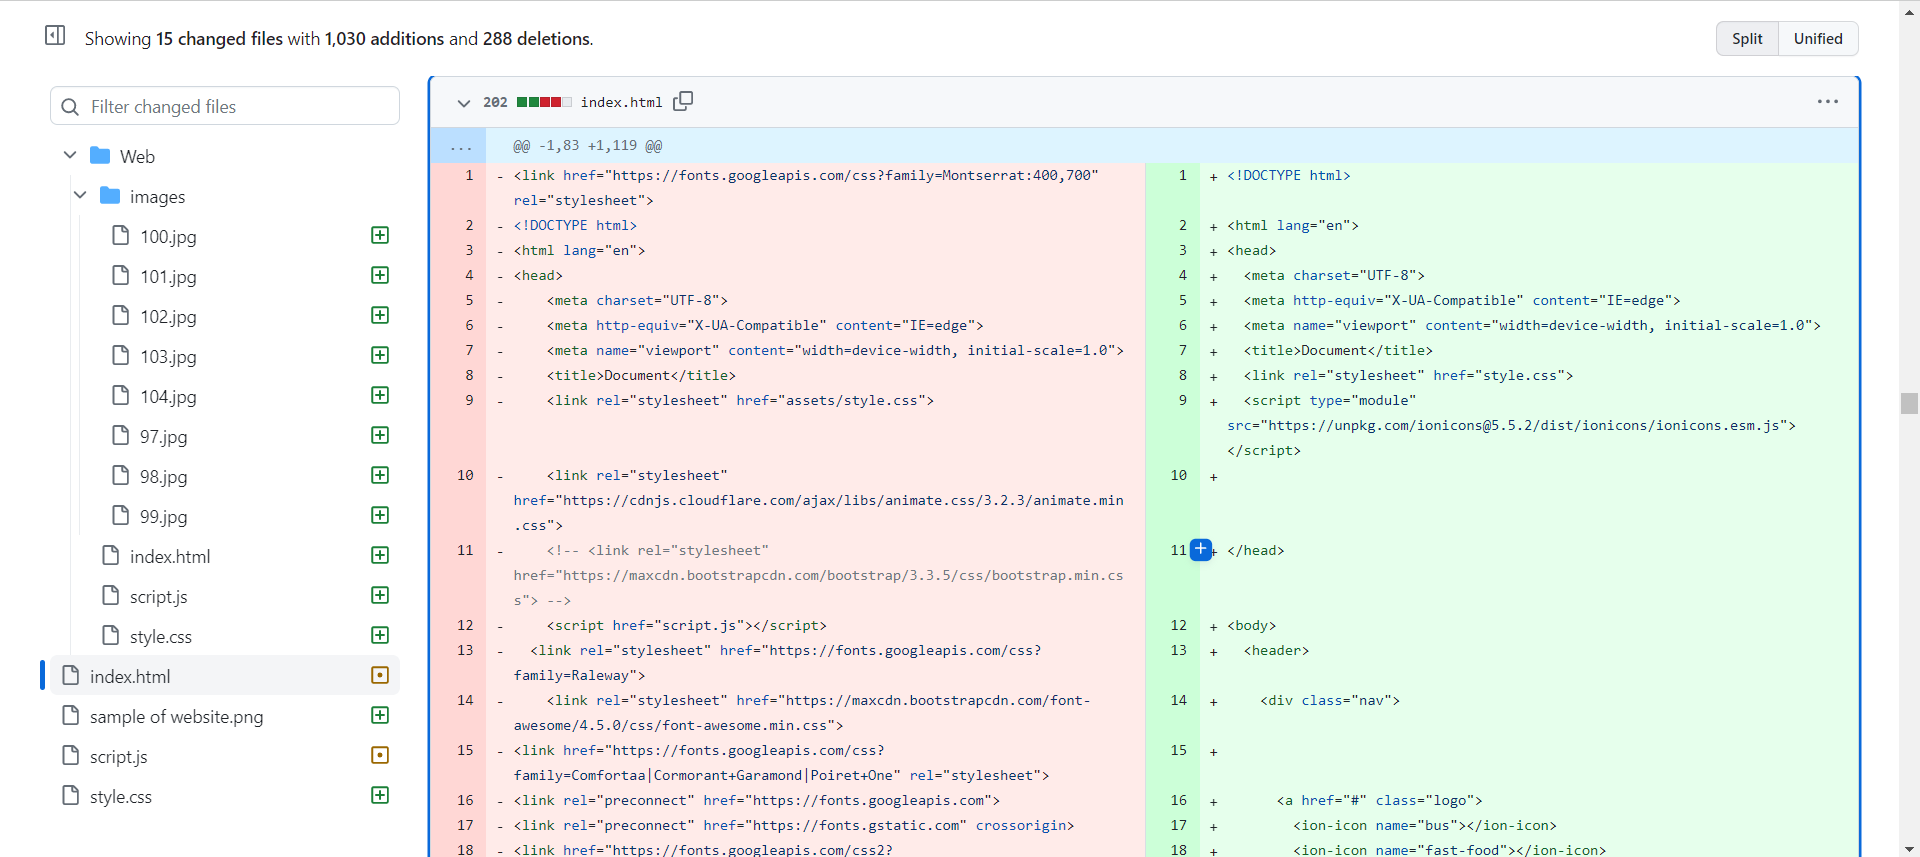 Showing 15 changed files with 1,030 additions and 288 deletions.
Split
Unified
Filter changed files
Web
images
100.jpg
101.jpg
102.jpg
103.jpg
104.jpg
97.jpg
98.jpg
99.jpg
index.html
script.js
style.css
index.html
sample of website.png
script.js
style.css
202 index.html
... @@ -1,83 +1,119 @@
1 - <link href="https://fonts.googleapis.com/css?family=Montserrat:400,700"
rel="stylesheet">
2 - <!DOCTYPE html>
3 - <html lang="en">
4 - <head>
5 - <meta charset="UTF-8">
6 - <meta http-equiv="X-UA-Compatible" content="IE=edge">
7 - <meta name="viewport" content="width=device-width, initial-scale=1.0">
8 - <title>Document</title>
9 - <link rel="stylesheet" href="assets/style.css">
10 - <link rel="stylesheet"
href="https://cdnjs.cloudflare.com/ajax/libs/animate.css/3.2.3/animate.min
.css">
11 - <!-- <link rel="stylesheet"
href="https://maxcdn.bootstrapcdn.com/bootstrap/3.3.5/css/bootstrap.min.cs
s"> -->
12 - <script href="script.js"></script>
13 - <link rel="stylesheet" href="https://fonts.googleapis.com/css?
family=Raleway">
14 - <link rel="stylesheet" href="https://maxcdn.bootstrapcdn.com/font-
awesome/4.5.0/css/font-awesome.min.css">
15 - <link href="https://fonts.googleapis.com/css?
family=Comfortaa|Cormorant+Garamond|Poiret+One" rel="stylesheet">
16 - <link rel="preconnect" href="https://fonts.googleapis.com">
17 - <link rel="preconnect" href="https://fonts.gstatic.com" crossorigin>
18 - <link href="https://fonts.googleapis.com/css2?
1 + <!DOCTYPE html>
2 + <html lang="en">
3 + <head>
4 + <meta charset="UTF-8">
5 + <meta http-equiv="X-UA-Compatible" content="IE=edge">
6 + <meta name="viewport" content="width=device-width, initial-scale=1.0">
7 + <title>Document</title>
8 + <link rel="stylesheet" href="style.css">
9 + <script type="module"
src="https://unpkg.com/ionicons@5.5.2/dist/ionicons/ionicons.esm.js">
</script>
10 +
11 + </head>
12 + <body>
13 + <header>
14 + <div class="nav">
15 +
16 + <a href="#" class="logo">
17 + <ion-icon name="bus"></ion-icon>
18 + <ion-icon name="fast-food"></ion-icon>